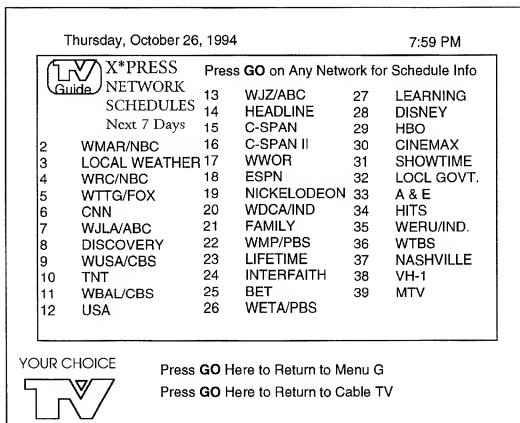 Thursday, October 26, 1994 7:59 PM
TV Guide
X*PRESS
NETWORK
SCHEDULES
Next 7 Days
Press GO on Any Network for Schedule Info
2 WMAR/NBC
3 LOCAL WEATHER
4 WRC/NBC
5 WTTG/FOX
6 CNN
7 WJLA/ABC
8 DISCOVERY
9 WUSA/CBS
10 TNT
11 WBAL/CBS
12 USA
13 WJZ/ABC
14 HEADLINE
15 C-SPAN
16 C-SPAN II
17 WWOR
18 ESPN
19 NICKELODEON
20 WDCA/IND
21 FAMILY
22 WMP/PBS
23 LIFETIME
24 INTERFAITH
25 BET
26 WETA/PBS
27 LEARNING
28 DISNEY
29 HBO
30 CINEMAX
31 SHOWTIME
32 LOCL GOVT.
33 A & E
34 HITS
35 WERU/IND.
36 WTBS
37 NASHVILLE
38 VH-1
39 MTV
YOUR CHOICE
TV
Press GO Here to Return to Menu G
Press GO Here to Return to Cable TV